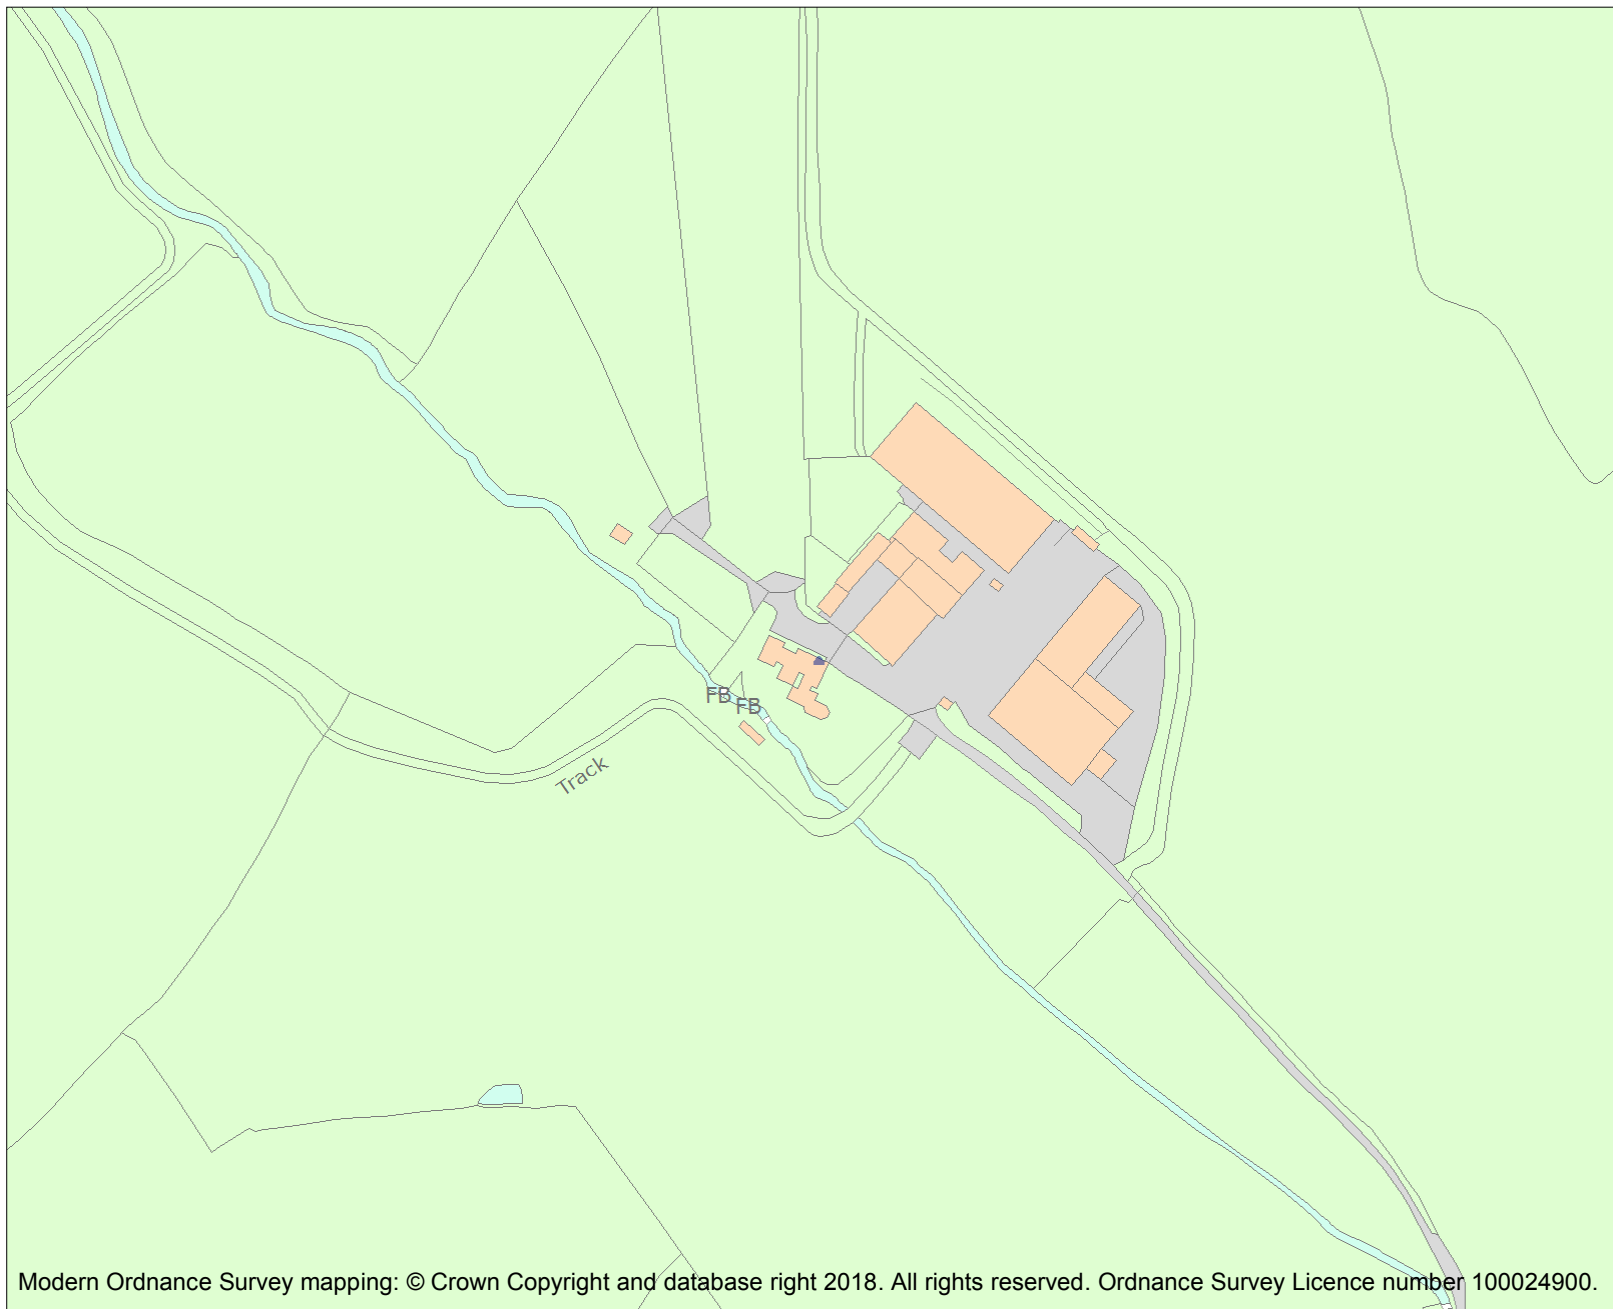 FB
FB
Track
Modern Ordnance Survey mapping: © Crown Copyright and database right 2018. All rights reserved. Ordnance Survey Licence number 100024900.